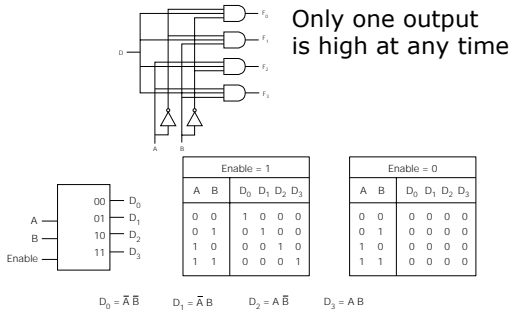 Only one output
is high at any time
D
F₀
F₁
F₂
F₃
A B
A
B
Enable
00 D₀
01 D₁
10 D₂
11 D₃
Enable = 1
A B D₀ D₁ D₂ D₃
0 0 1 0 0 0
0 1 0 1 0 0
1 0 0 0 1 0
1 1 0 0 0 1
Enable = 0
A B D₀ D₁ D₂ D₃
0 0 0 0 0 0
0 1 0 0 0 0
1 0 0 0 0 0
1 1 0 0 0 0
D₀ = A̅ B̅ D₁ = A̅ B D₂ = A B̅ D₃ = A B